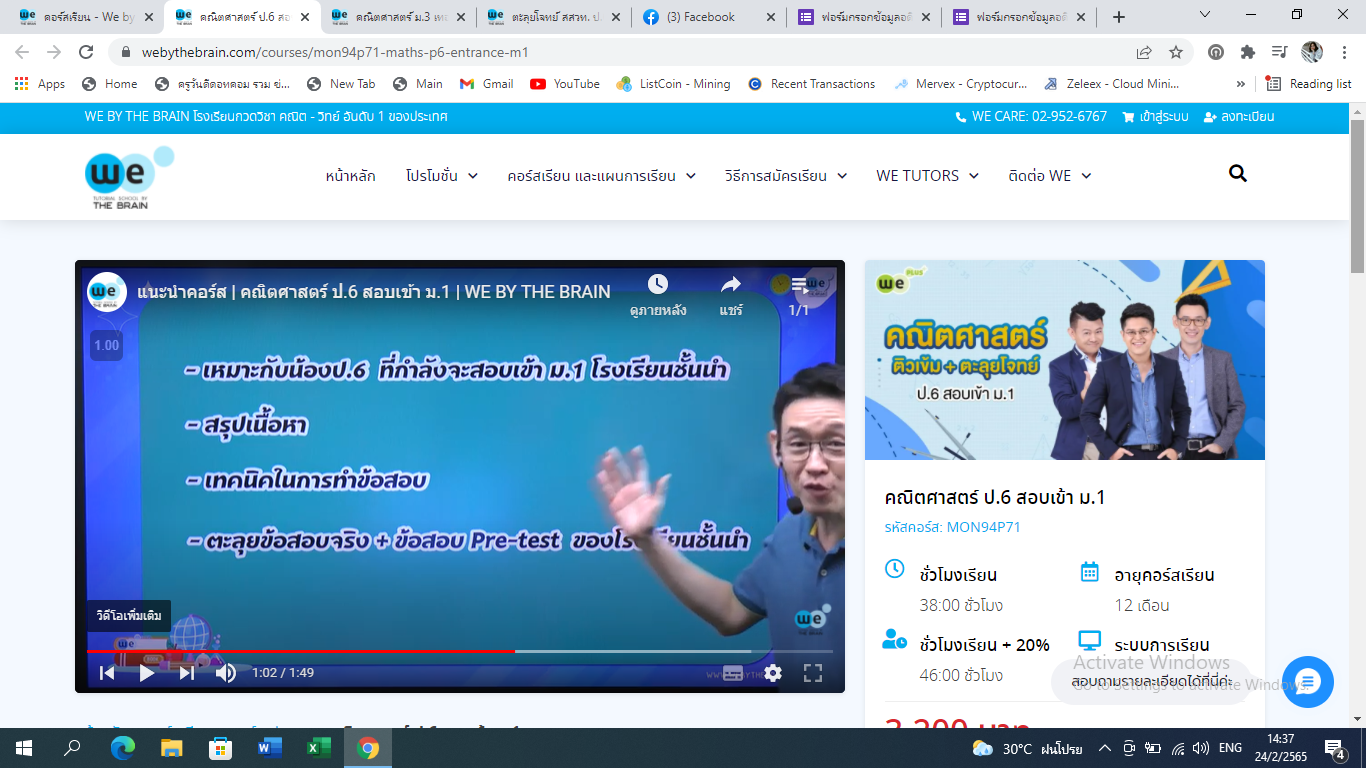 คอร์สเรียน - We by
คณิตศาสตร์ ป.6 สอ
คณิตศาสตร์ ม.3 เท
ตะลุยโจทย์ สสวท. ป.
(3) Facebook
ฟอร์มกรอกข้อมูลอ
ฟอร์มกรอกข้อมูลอ
webythebrain.com/courses/mon94p71-maths-p6-entrance-m1
Apps
Home
ครูวันดีดอทคอม รวม ข่...
New Tab
Main
Gmail
YouTube
ListCoin - Mining
Recent Transactions
Mervex - Cryptocur...
Zeleex - Cloud Mini...
Reading list
WE BY THE BRAIN โรงเรียนกวดวิชา คณิต - วิทย์ อันดับ 1 ของประเทศ
WE CARE: 02-952-6767
เข้าสู่ระบบ
ลงทะเบียน
we
TUTORIAL SCHOOL BY
THE BRAIN
หน้าหลัก
โปรโมชั่น
คอร์สเรียน และแผนการเรียน
วิธีการสมัครเรียน
WE TUTORS
ติดต่อ WE
แนะนำคอร์ส | คณิตศาสตร์ ป.6 สอบเข้า ม.1 | WE BY THE BRAIN
ดูภายหลัง
แชร์
1/1
1.00
- เหมาะกับน้องป.6 ที่กำลังจะสอบเข้า ม.1 โรงเรียนชั้นนำ
- สรุปเนื้อหา
- เทคนิคในการทำข้อสอบ
- ตะลุยข้อสอบจริง + ข้อสอบ Pre-test ของโรงเรียนชั้นนำ
วิดีโอเพิ่มเติม
we
THE BRAIN
1:02 / 1:49
we PLUS
คณิตศาสตร์
ติวเข้ม + ตะลุยโจทย์
ป.6 สอบเข้า ม.1
คณิตศาสตร์ ป.6 สอบเข้า ม.1
รหัสคอร์ส: MON94P71
ชั่วโมงเรียน
38:00 ชั่วโมง
อายุคอร์สเรียน
12 เดือน
ชั่วโมงเรียน + 20%
46:00 ชั่วโมง
ระบบการเรียน
Activate Windows
Go to Settings to activate Windows.
สอบถามรายละเอียดได้ที่นี่ค่ะ
3,200 บาท
30°C ฝนโปรย
ENG
14:37
24/2/2565
4